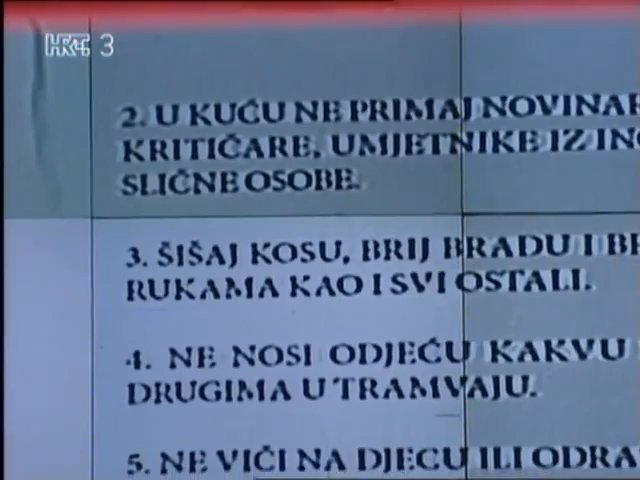 HRT 3
2. U KUĆU NE PRIMAJ
KRITIČARE, UMJETNIKE IZ
SLIČNE OSOBE.
3. ŠIŠAJ KOSU, BRIJ BRADU I
RUKAMA KAO I SVI OSTALI.
4. NE NOSI ODJEĆU KAKVU
DRUGIMA U TRAMVAJU.
5. NE VIČI NA DJECU ILI